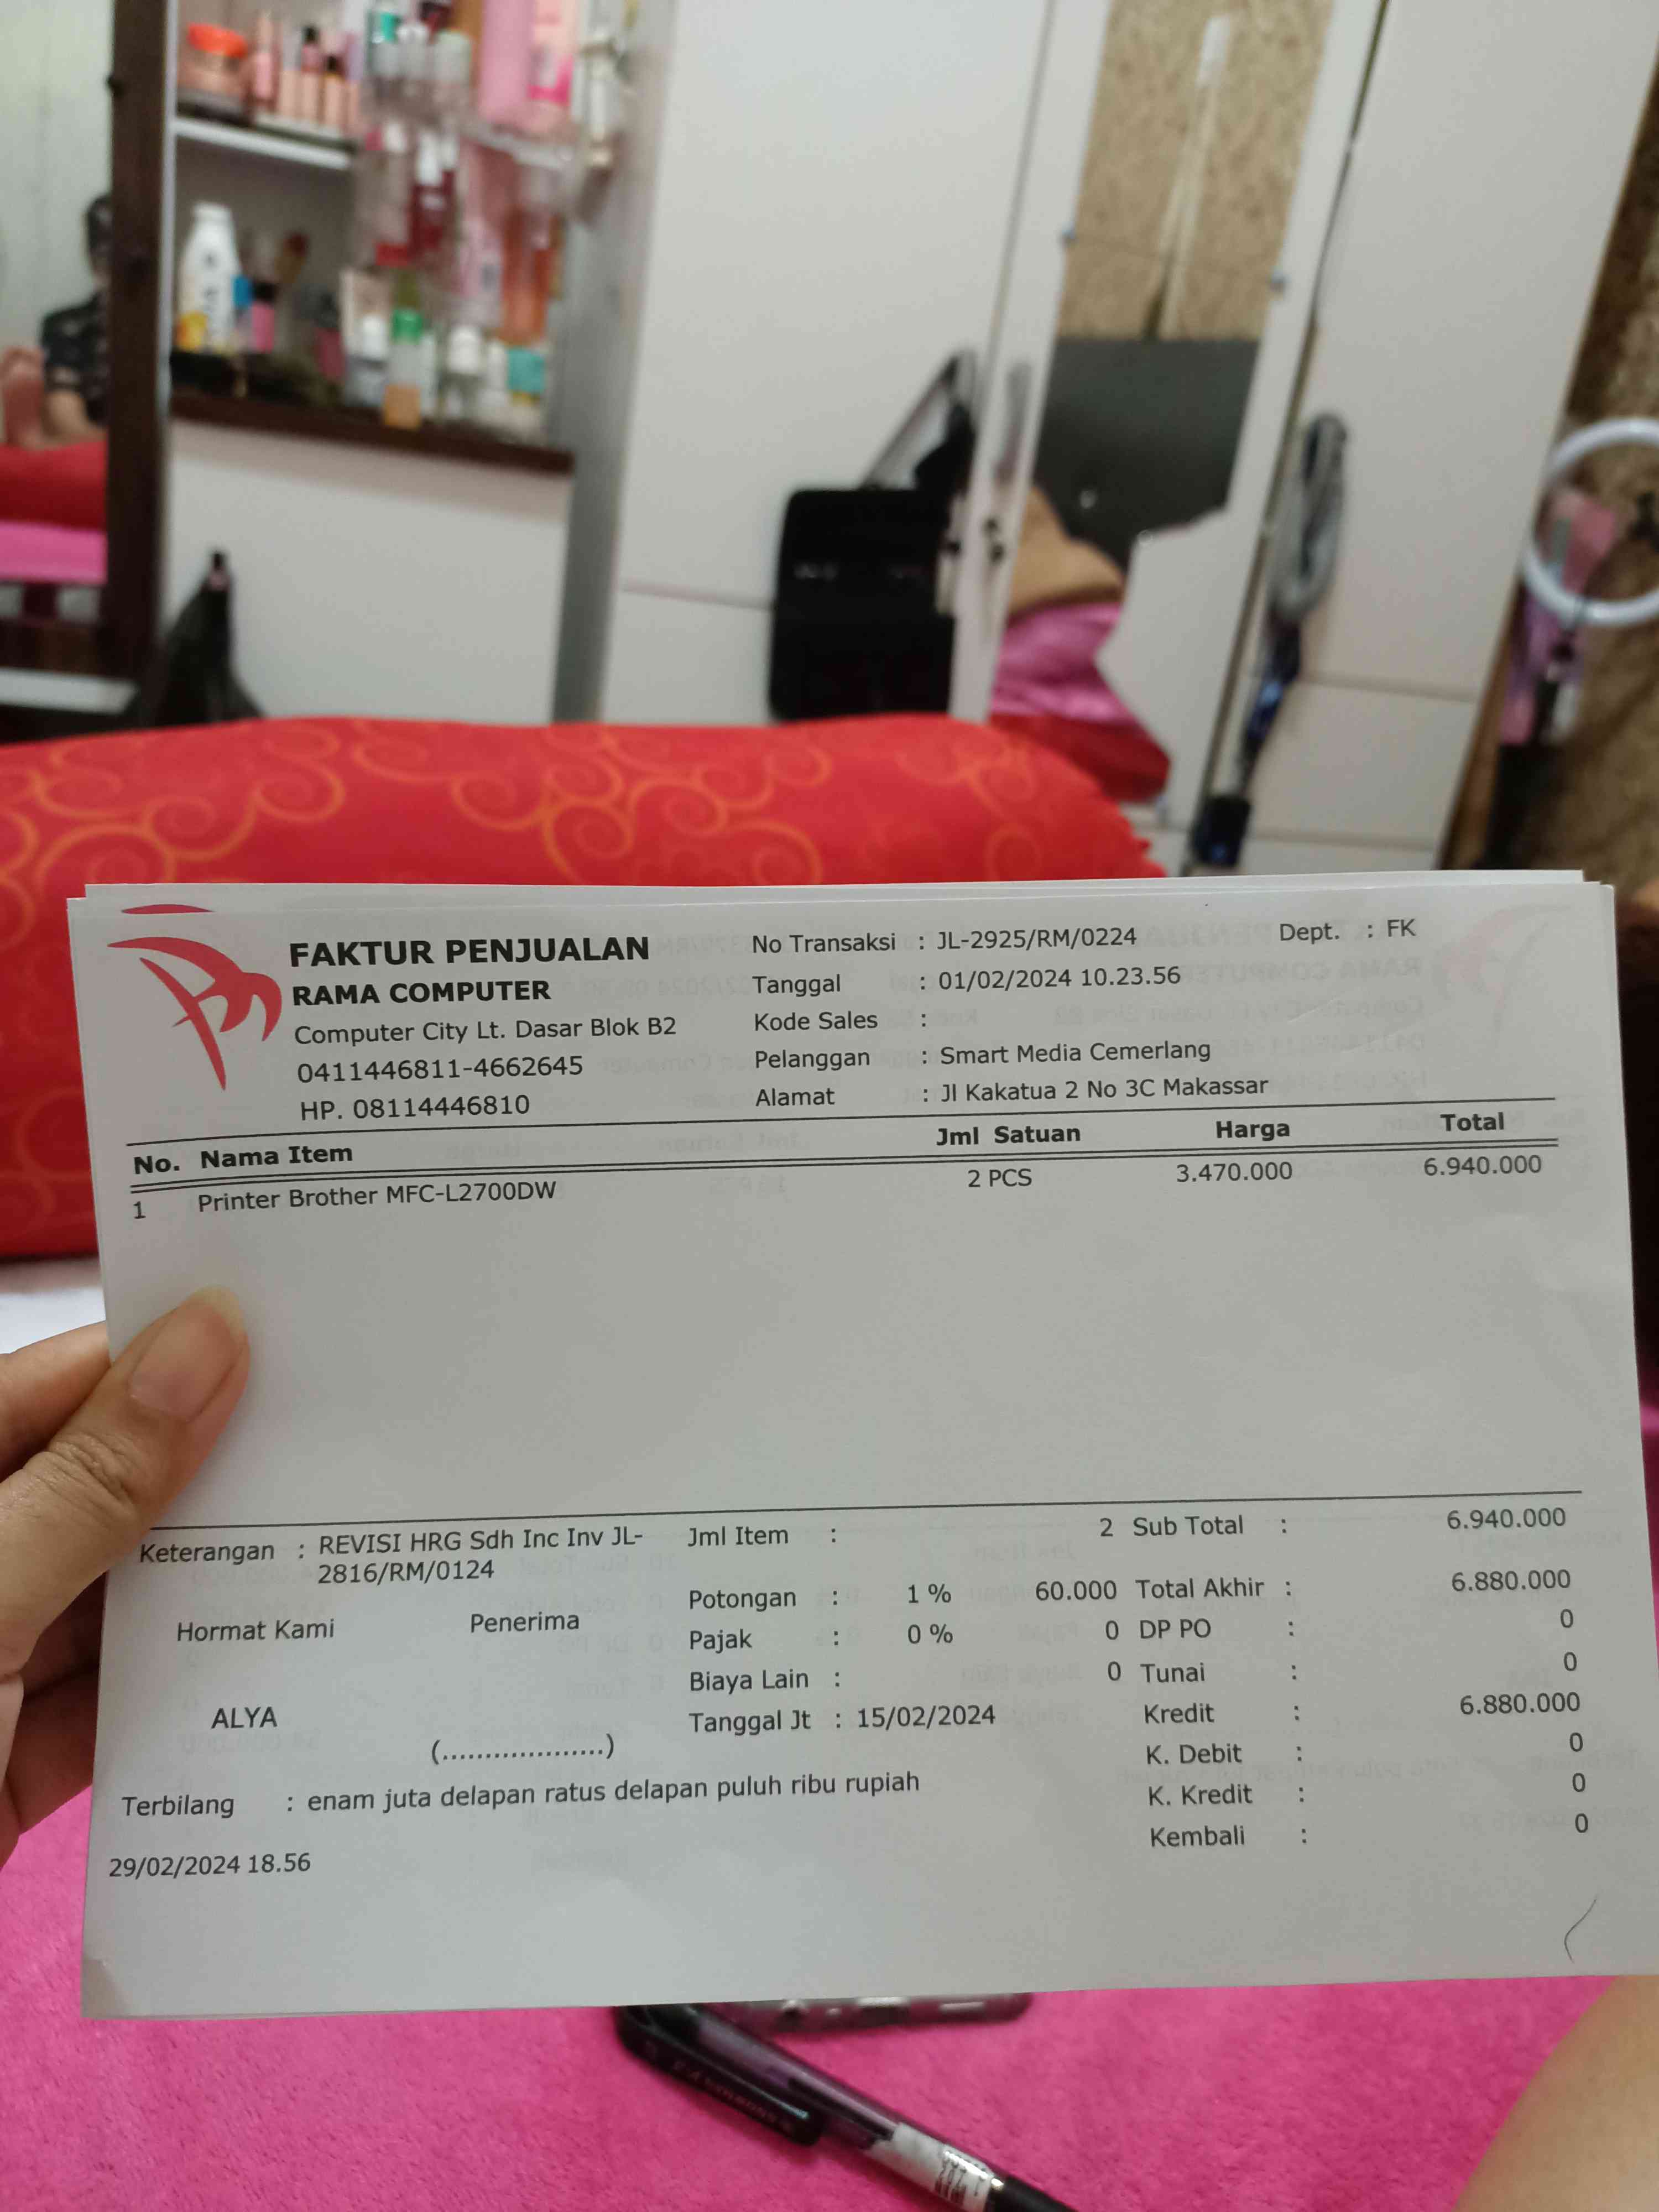 FAKTUR PENJUALAN
RAMA COMPUTER
Computer City Lt. Dasar Blok B2
0411446811-4662645
HP. 08114446810
No Transaksi : JL-2925/RM/0224
Dept. : FK
Tanggal : 01/02/2024 10.23.56
Kode Sales :
Pelanggan : Smart Media Cemerlang
Alamat : Jl Kakatua 2 No 3C Makassar
No. Nama Item Jml Satuan Harga Total
1 Printer Brother MFC-L2700DW 2 PCS 3.470.000 6.940.000
Keterangan : REVISI HRG Sdh Inc Inv JL-
2816/RM/0124
Hormat Kami Penerima
ALYA
(....................)
Jml Item : 2
Potongan : 1 % 60.000
Pajak : 0 % 0
Biaya Lain : 0
Tanggal Jt : 15/02/2024
Sub Total : 6.940.000
Total Akhir : 6.880.000
DP PO : 0
Tunai : 0
Kredit : 6.880.000
K. Debit : 0
K. Kredit : 0
Kembali : 0
Terbilang : enam juta delapan ratus delapan puluh ribu rupiah
29/02/2024 18.56